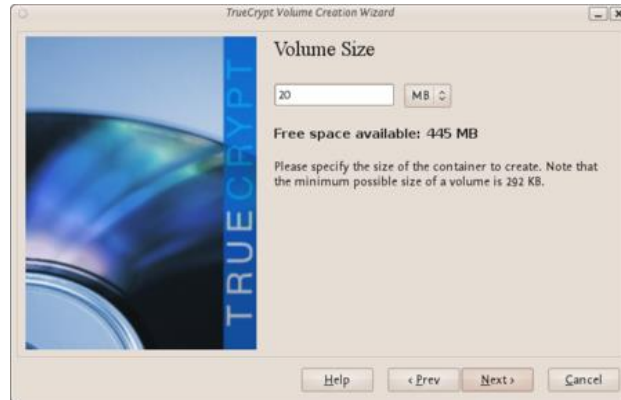 TrueCrypt Volume Creation Wizard
Volume Size
20
MB
Free space available: 445 MB
Please specify the size of the container to create. Note that
the minimum possible size of a volume is 292 KB.
TRUECRYPT
Help
< Prev
Next >
Cancel